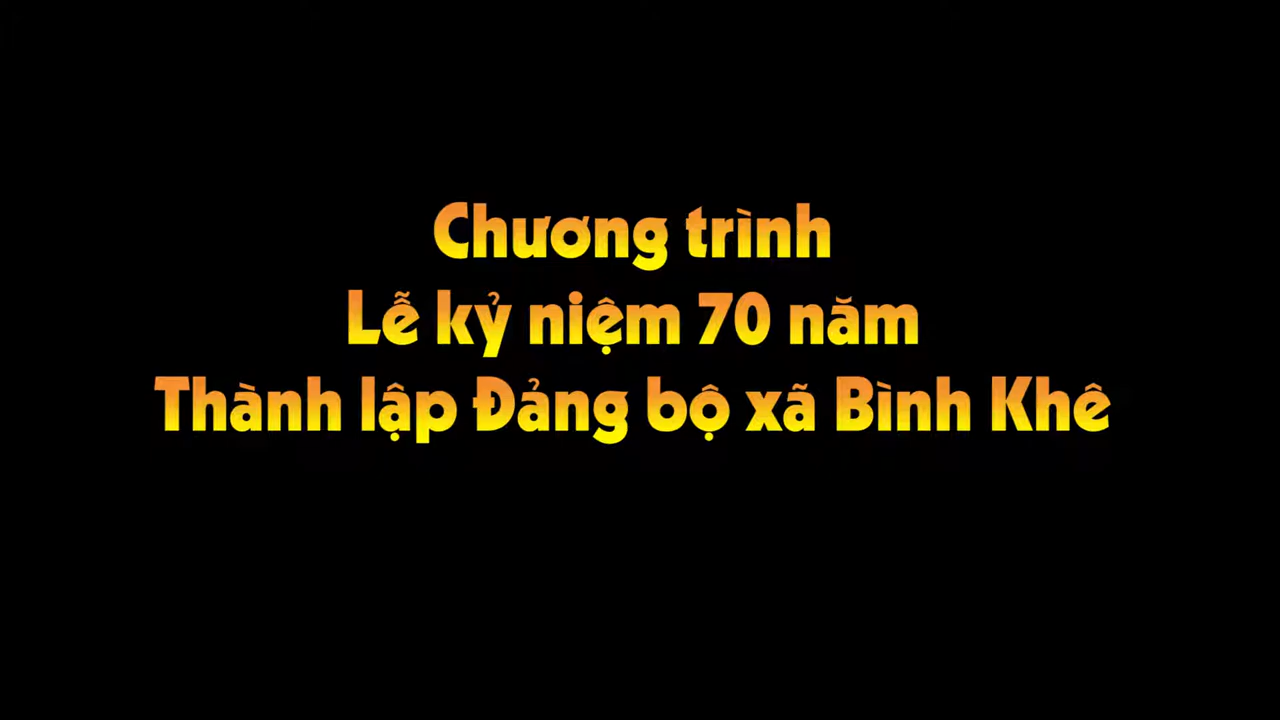 Chương trình
Lễ kỷ niệm 70 năm
Thành lập Đảng bộ xã Bình Khê